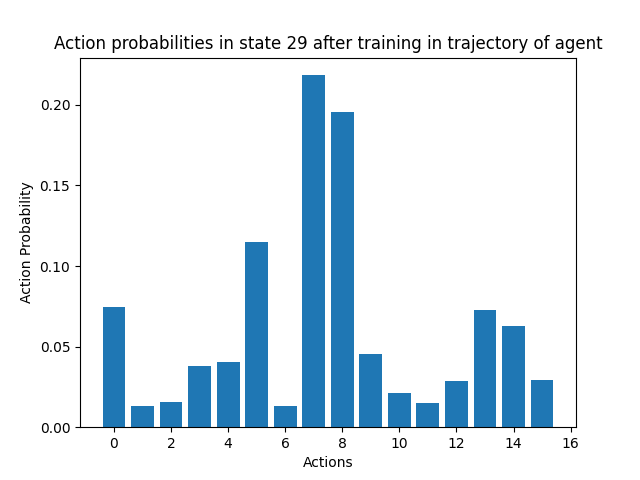 Action probabilities in state 29 after training in trajectory of agent
Action Probability
0.20
0.15
0.10
0.05
0.00
0 2 4 6 8 10 12 14 16
Actions